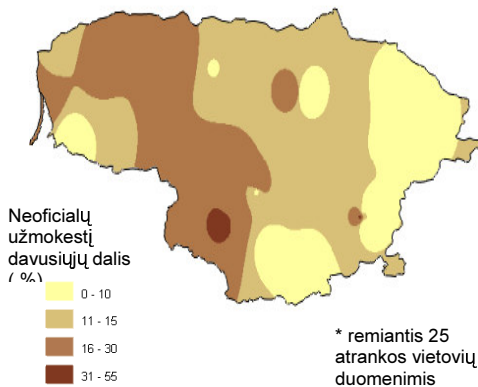 Neoficialų
užmokestį
davusiųjų dalis
( %)
0 - 10
11 - 15
16 - 30
31 - 55
* remiantis 25
atrankos vietovių
duomenimis